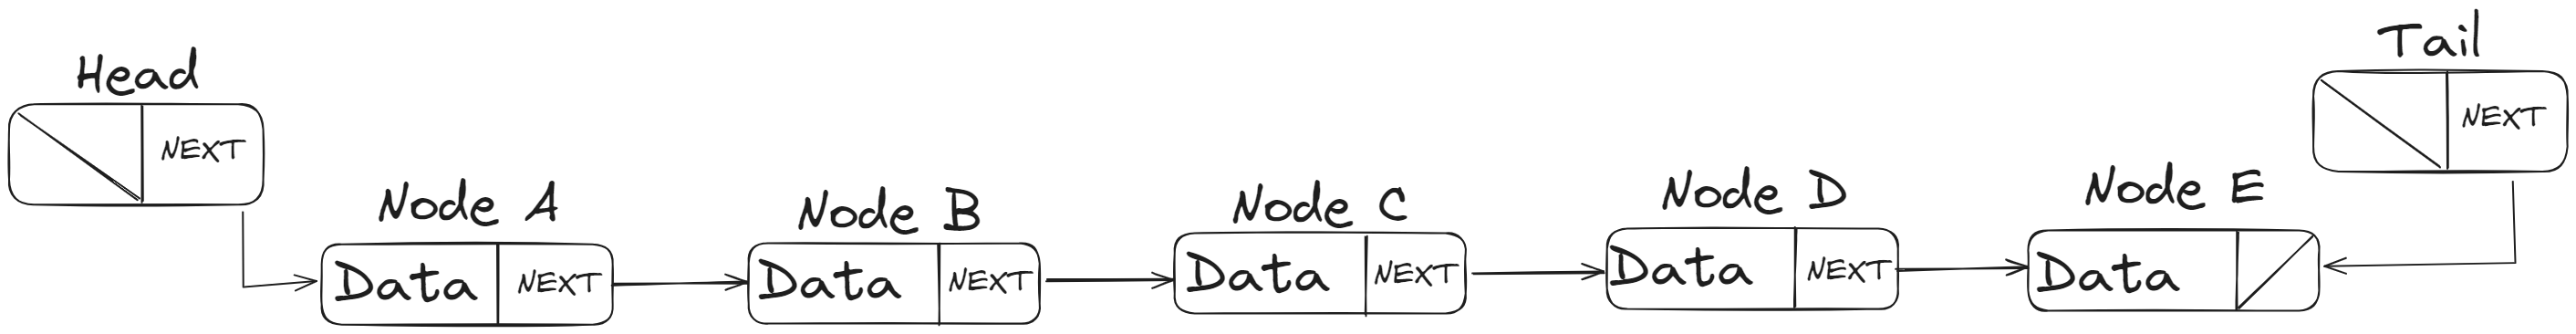 Head
NEXT
Node A
Data NEXT
Node B
Data NEXT
Node C
Data NEXT
Node D
Data NEXT
Node E
Data
Tail
NEXT